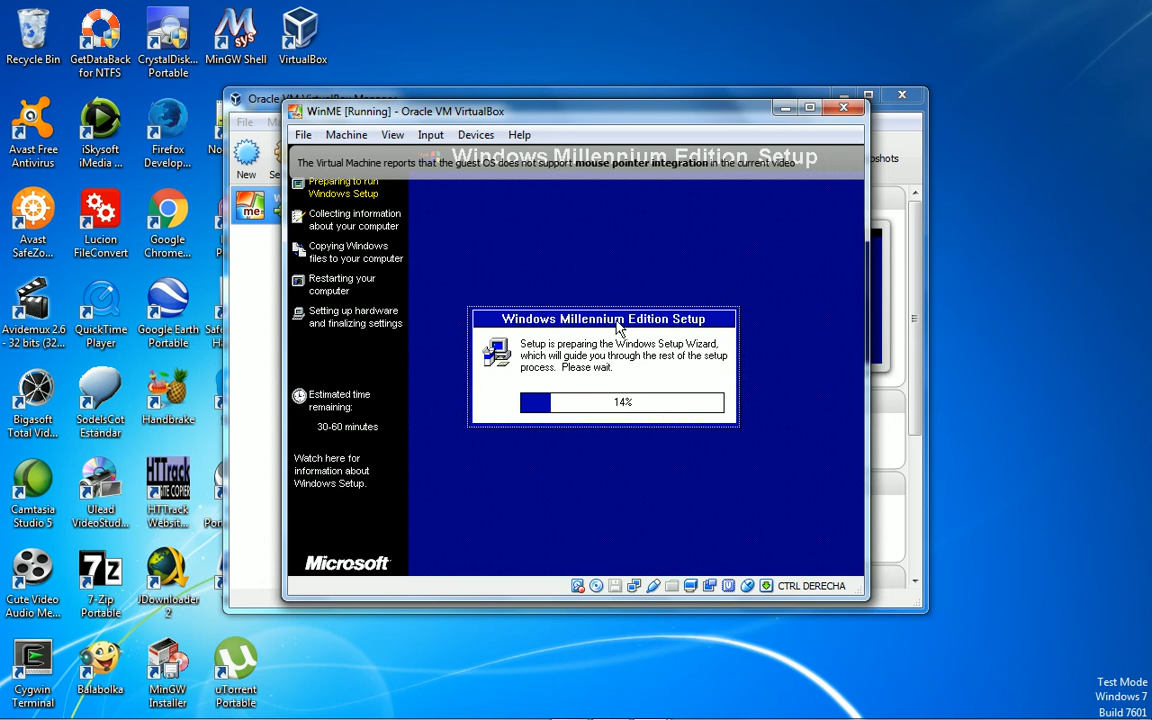 Recycle Bin
GetDataBack
for NTFS
CrystalDisk...
Portable
MinGW Shell
VirtualBox
Avast Free
Antivirus
iSkysoft
iMedia ...
Firefox
Develop...
Avast
SafeZo...
Lucion
FileConvert
Google
Chrome...
Avidemux 2.6
- 32 bits (32...
QuickTime
Player
Google Earth
Portable
Bigasoft
Total Vid...
SodelsCot
Estándar
Handbrake
Camtasia
Studio 5
Ulead
VideoStud...
HTTrack
Websit...
Cute Video
Audio Me...
7-Zip
Portable
JDownloader
2
Cygwin
Terminal
Balabolka
MinGW
Installer
uTorrent
Portable
Oracle VM VirtualBox Manager
File
New
WinME [Running] - Oracle VM VirtualBox
File Machine View Input Devices Help
Windows Millennium Edition Setup
The Virtual Machine reports that the guest OS does not support mouse pointer integration in the current video
Preparing to run
Windows Setup
Collecting information
about your computer
Copying Windows
files to your computer
Restarting your
computer
Setting up hardware
and finalizing settings
Estimated time
remaining:
30-60 minutes
Watch here for
information about
Windows Setup.
Microsoft
Windows Millennium Edition Setup
Setup is preparing the Windows Setup Wizard,
which will guide you through the rest of the setup
process. Please wait.
14%
CTRL DERECHA
Test Mode
Windows 7
Build 7601